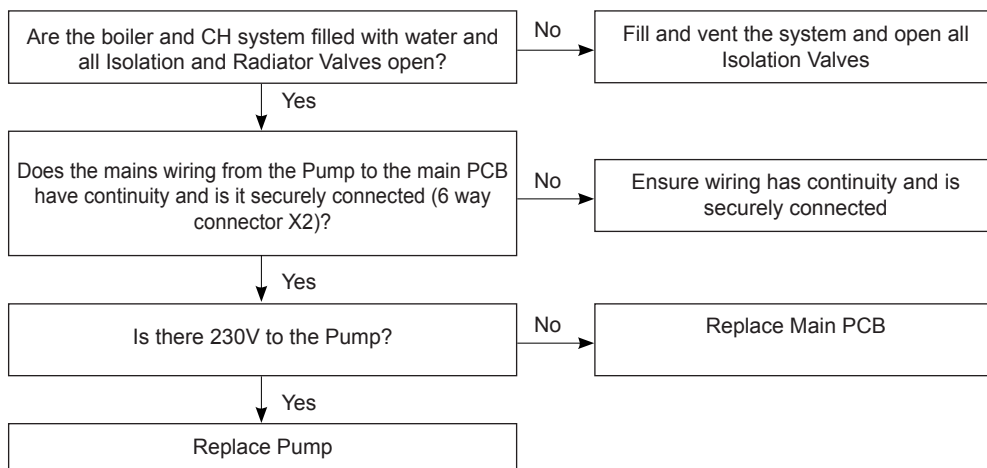 Are the boiler and CH system filled with water and
all Isolation and Radiator Valves open?
No
Fill and vent the system and open all
Isolation Valves
Yes
Does the mains wiring from the Pump to the main PCB
have continuity and is it securely connected (6 way
connector X2)?
No
Ensure wiring has continuity and is
securely connected
Yes
Is there 230V to the Pump?
No
Replace Main PCB
Yes
Replace Pump